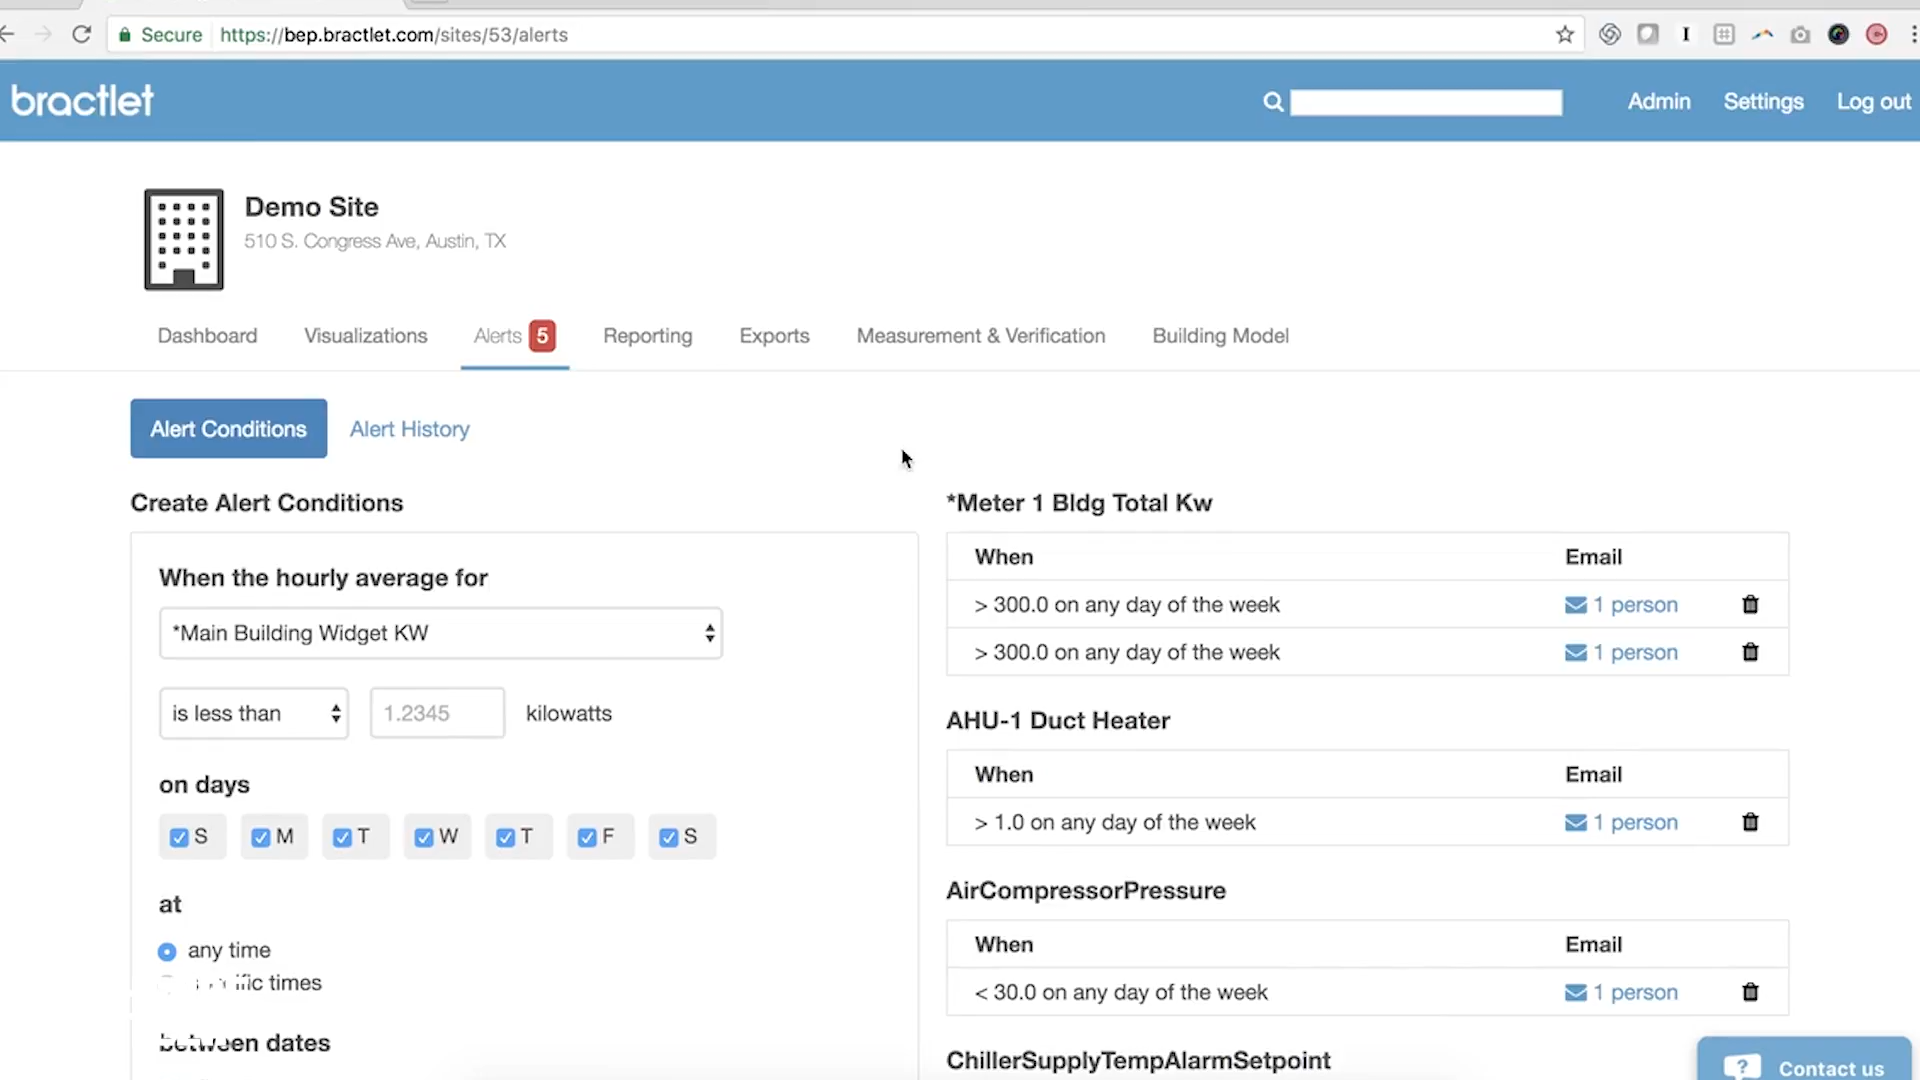 Secure https://bep.bractlet.com/sites/53/alerts
bractlet
Admin Settings Log out
Demo Site
510 S. Congress Ave, Austin, TX
Dashboard Visualizations Alerts 5 Reporting Exports Measurement & Verification Building Model
Alert Conditions Alert History
Create Alert Conditions
When the hourly average for
*Main Building Widget KW
is less than 1.2345 kilowatts
on days
S M T W T F S
at
any time
times
between dates
*Meter 1 Bldg Total Kw
When Email
> 300.0 on any day of the week 1 person
> 300.0 on any day of the week 1 person
AHU-1 Duct Heater
When Email
> 1.0 on any day of the week 1 person
AirCompressorPressure
When Email
< 30.0 on any day of the week 1 person
ChillerSupplyTempAlarmSetpoint
? Contact us